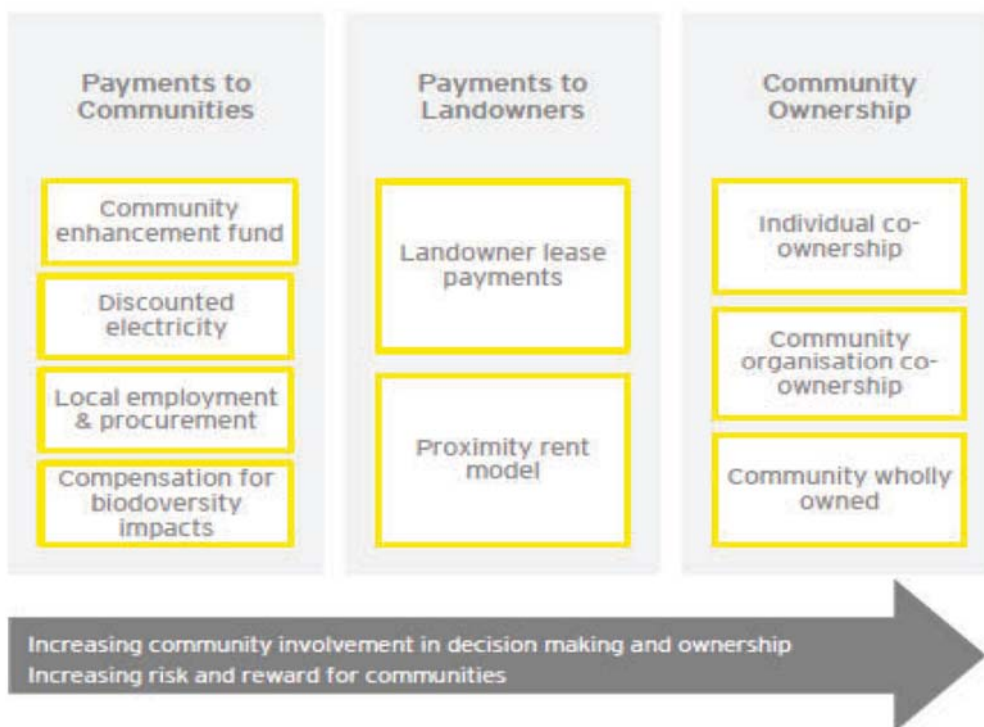 Payments to
Communities
Community
enhancement fund
Discounted
electricity
Local employment
& procurement
Compensation for
biodoversity
impacts
Payments to
Landowners
Landowner lease
payments
Proximity rent
model
Community
Ownership
Individual co-
ownership
Community
organisation co-
ownership
Community wholly
owned
Increasing community involvement in decision making and ownership
Increasing risk and reward for communities